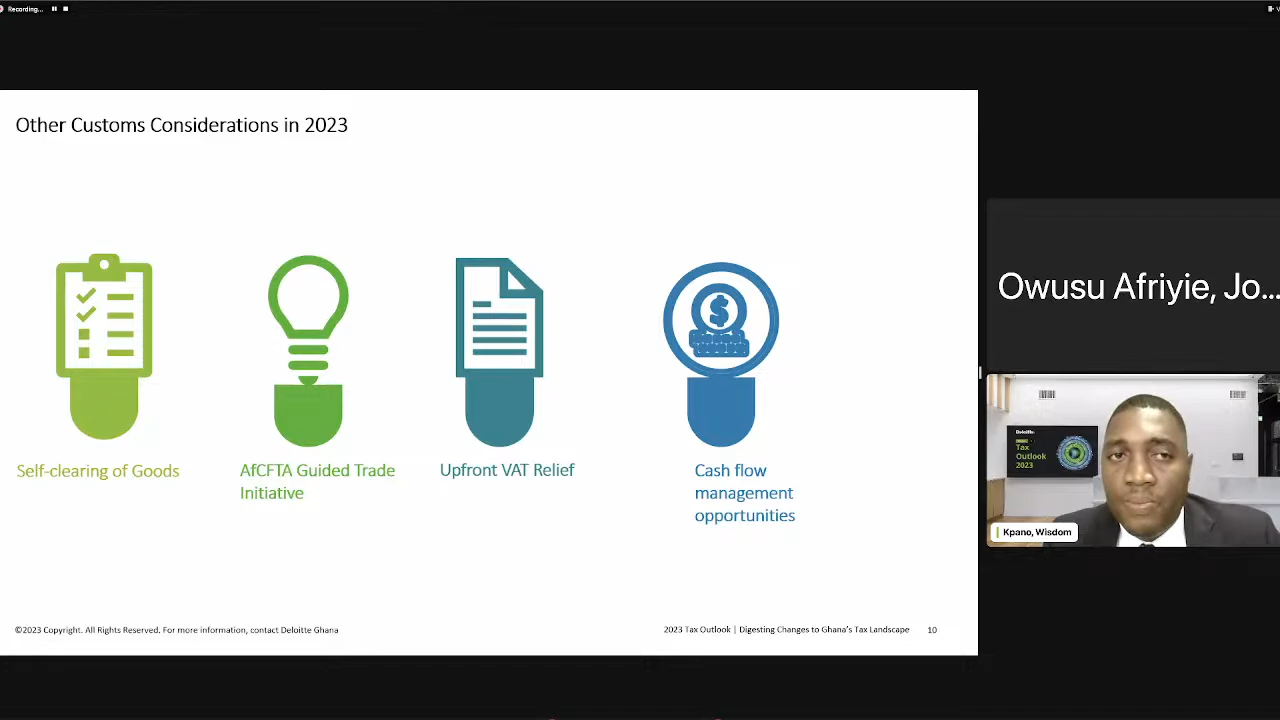 Recording...
Other Customs Considerations in 2023
Self-clearing of Goods
AfCFTA Guided Trade
Initiative
Upfront VAT Relief
Cash flow
management
opportunities
©2023 Copyright. All Rights Reserved. For more information, contact Deloitte Ghana
2023 Tax Outlook | Digesting Changes to Ghana's Tax Landscape 10
Owusu Afriyie, Jo...
Deloitte.
Tax
Outlook
2023
Kpano, Wisdom